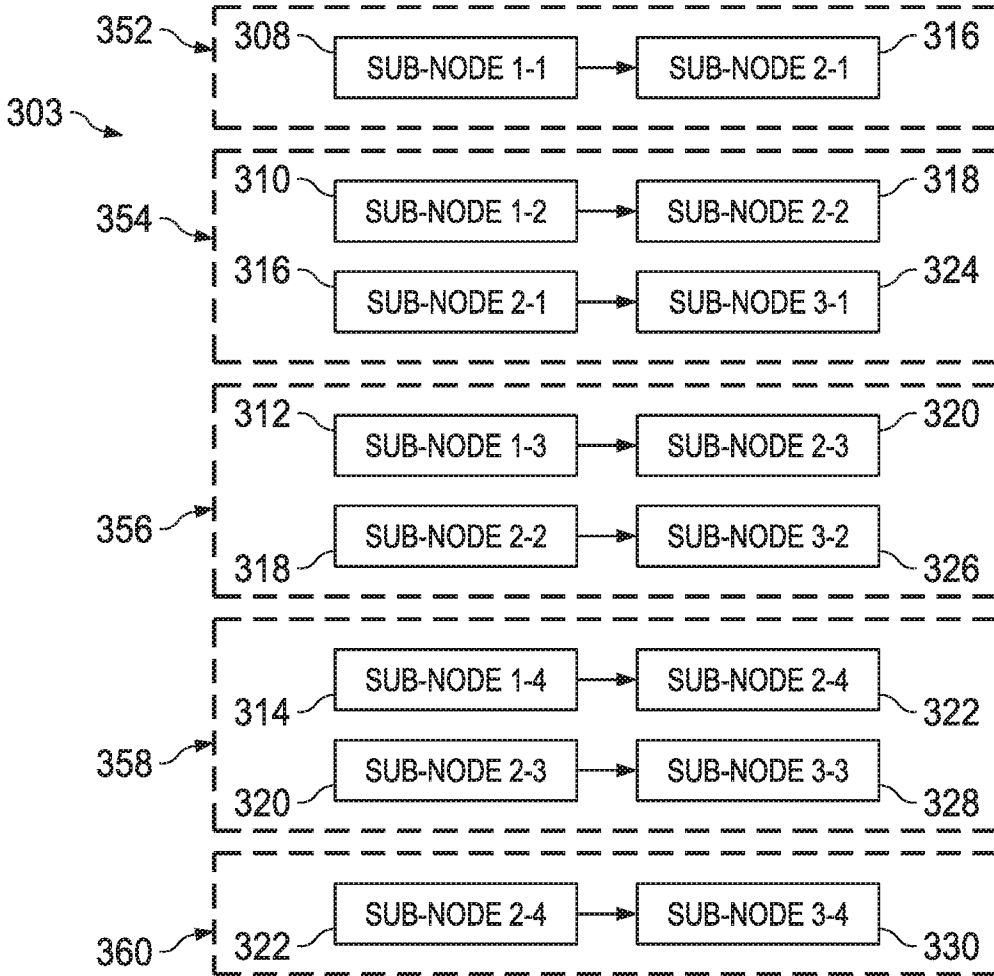 352 308 SUB-NODE 1-1 SUB-NODE 2-1 316
303
354 310 SUB-NODE 1-2 SUB-NODE 2-2 318
316 SUB-NODE 2-1 SUB-NODE 3-1 324
356 312 SUB-NODE 1-3 SUB-NODE 2-3 320
318 SUB-NODE 2-2 SUB-NODE 3-2 326
358 314 SUB-NODE 1-4 SUB-NODE 2-4 322
320 SUB-NODE 2-3 SUB-NODE 3-3 328
360 322 SUB-NODE 2-4 SUB-NODE 3-4 330